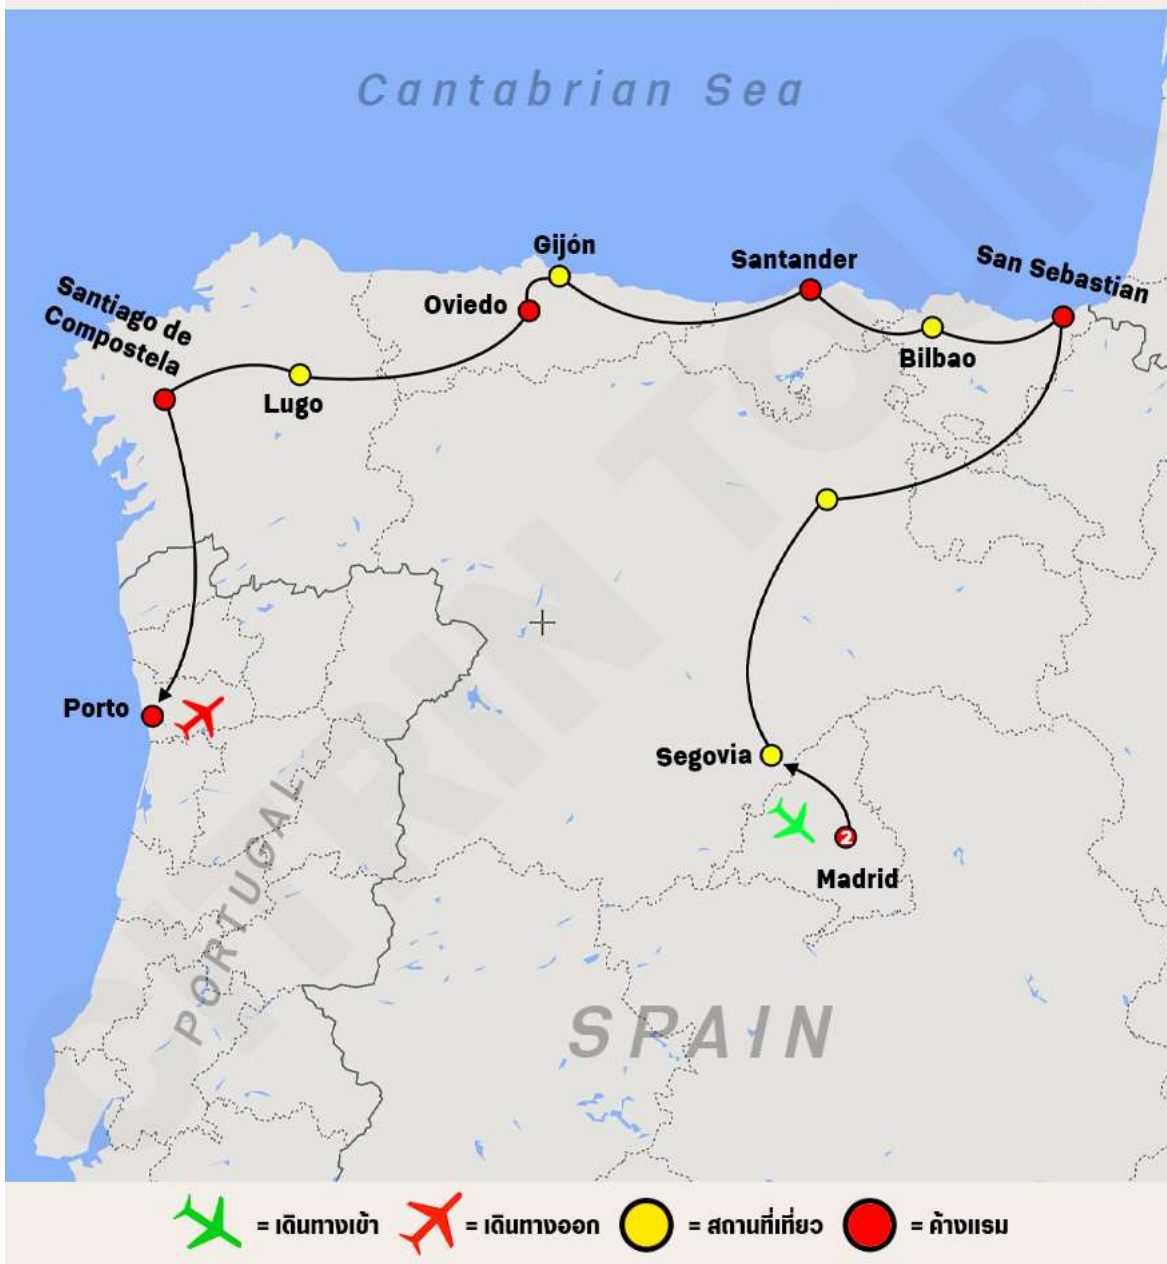 Cantabrian Sea
Gijón
Santander
San Sebastian
Santiago de
Compostela
Oviedo
Bilbao
Lugo
Porto
Segovia
2
Madrid
PORTUGAL
SPAIN
CITRIN TOUR
= เดินทางเข้า = เดินทางออก = สถานที่เที่ยว = ค้างแรม